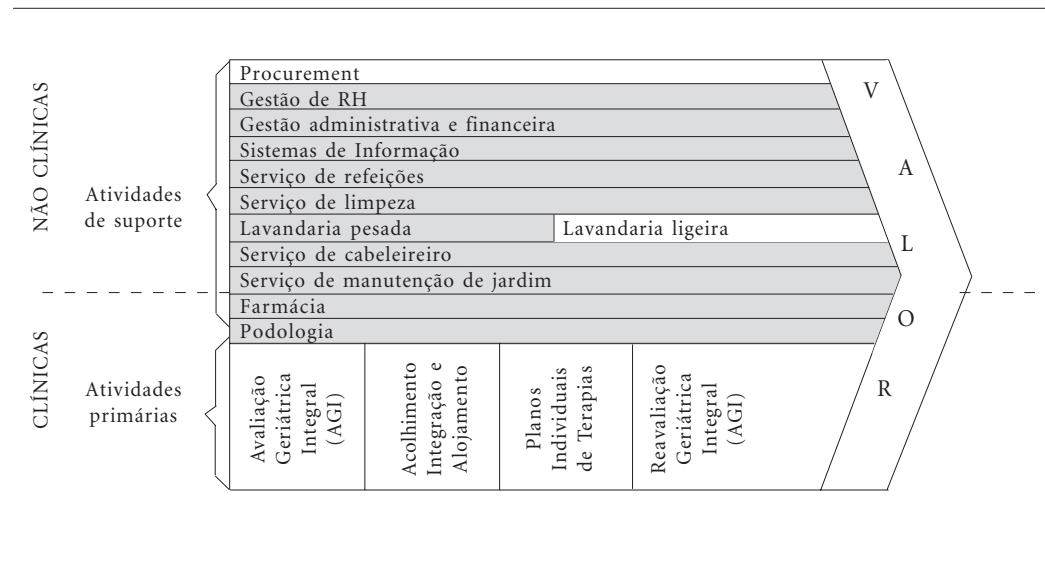 NÃO CLÍNICAS
Atividades
de suporte
Procurement
Gestão de RH
Gestão administrativa e financeira
Sistemas de Informação
Serviço de refeições
Serviço de limpeza
Lavandaria pesada
Lavandaria ligeira
Serviço de cabeleireiro
Serviço de manutenção de jardim
Farmácia
Podologia
CLÍNICAS
Atividades
primárias
Avaliação
Geriátrica
Integral
(AGI)
Acolhimento
Integração e
Alojamento
Planos
Individuais
de Terapias
Reavaliação
Geriátrica
Integral
(AGI)
V
A
L
O
R